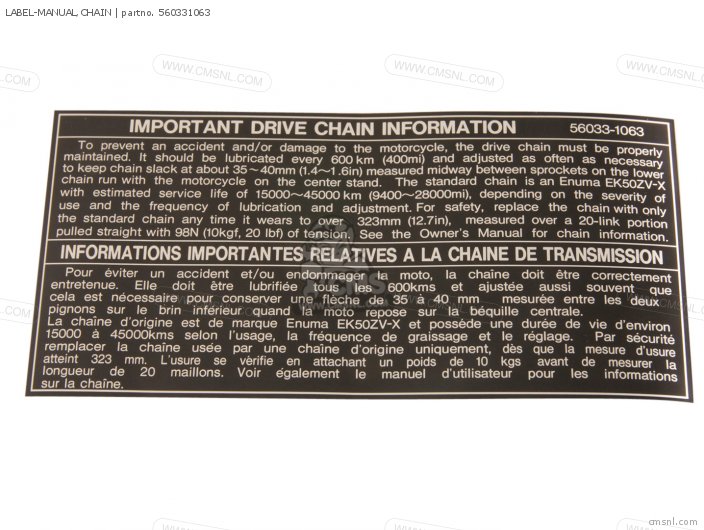 LABEL-MANUAL,CHAIN | partno. 560331063
WWW.CMSNL.COM
WWW.CMSNL.COM
WWW.CMSNL.COM
IMPORTANT DRIVE CHAIN INFORMATION 56033-1063
To prevent an accident and/or damage to the motorcycle, the drive chain must be properly
maintained. It should be lubricated every 600 km (400mi) and adjusted as often as necessary
to keep chain slack at about 35～40mm (1.4～1.6in) measured midway between sprockets on the lower
chain run with the motorcycle on the center stand. The standard chain is an Enuma EK50ZV-X
with estimated service life of 15000～45000 km (9400～28000mi), depending on the severity of
use and the frequency of lubrication and adjustment. For safety, replace the chain with only
the standard chain any time it wears to over 323mm (12.7in), measured over a 20-link portion
pulled straight with 98N (10kgf, 20 lbf) of tension. See the Owner's Manual for chain information.
INFORMATIONS IMPORTANTES RELATIVES A LA CHAINE DE TRANSMISSION
Pour éviter un accident et/ou endommager la moto, la chaîne doit être correctement
entretenue. Elle doit être lubrifiée tous les 600kms et ajustée aussi souvent que
cela est nécessaire pour conserver une flèche de 35 à 40 mm mesurée entre les deux
pignons sur le brin inférieur quand la moto repose sur la béquille centrale.
La chaîne d'origine est de marque Enuma EK50ZV-X et possède une durée de vie d'environ
15000 à 45000kms selon l'usage, la fréquence de graissage et le réglage. Par sécurité
remplacer la chaîne usée par une chaîne d'origine uniquement, dès que la mesure d'usure
atteint 323 mm. L'usure se vérifie en attachant un poids de 10 kgs avant de mesurer la
longueur de 20 maillons. Voir également le manuel d'utilisateur pour les informations
sur la chaîne.
cmsnl.com